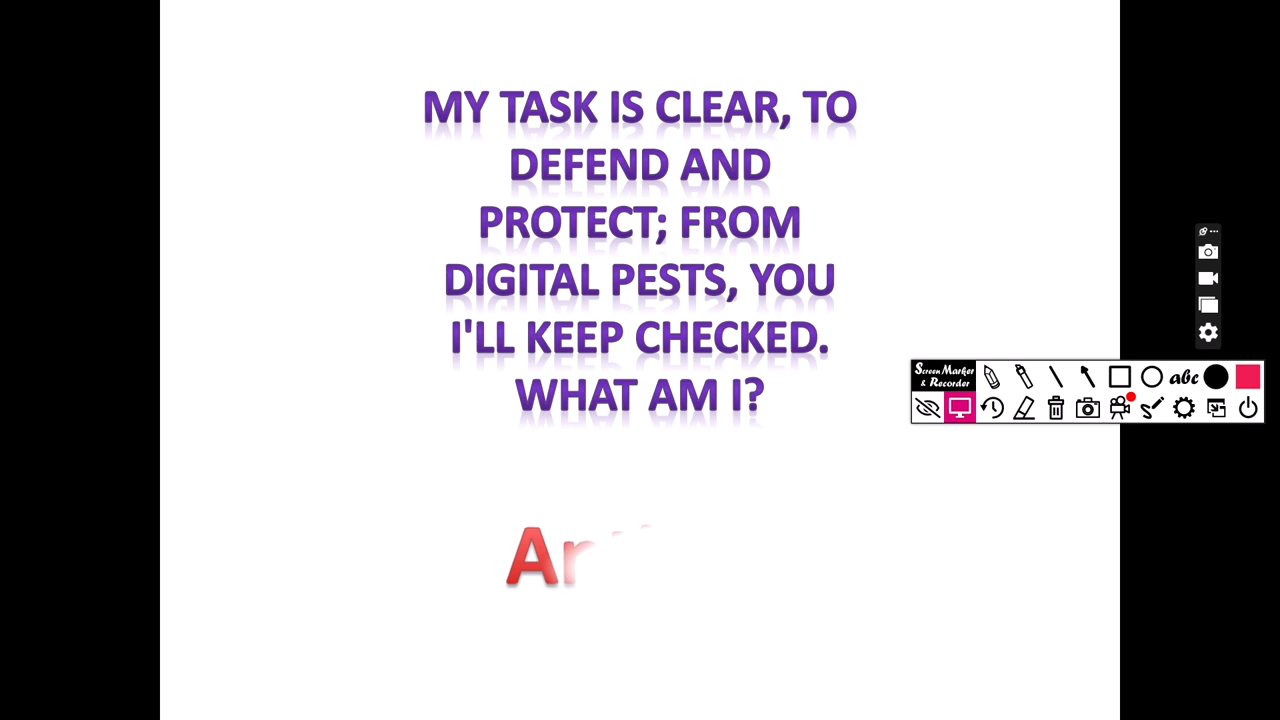 MY TASK IS CLEAR, TO
DEFEND AND
PROTECT; FROM
DIGITAL PESTS, YOU
I'LL KEEP CHECKED.
WHAT AM I?
Screen Marker
& Recorder
abc